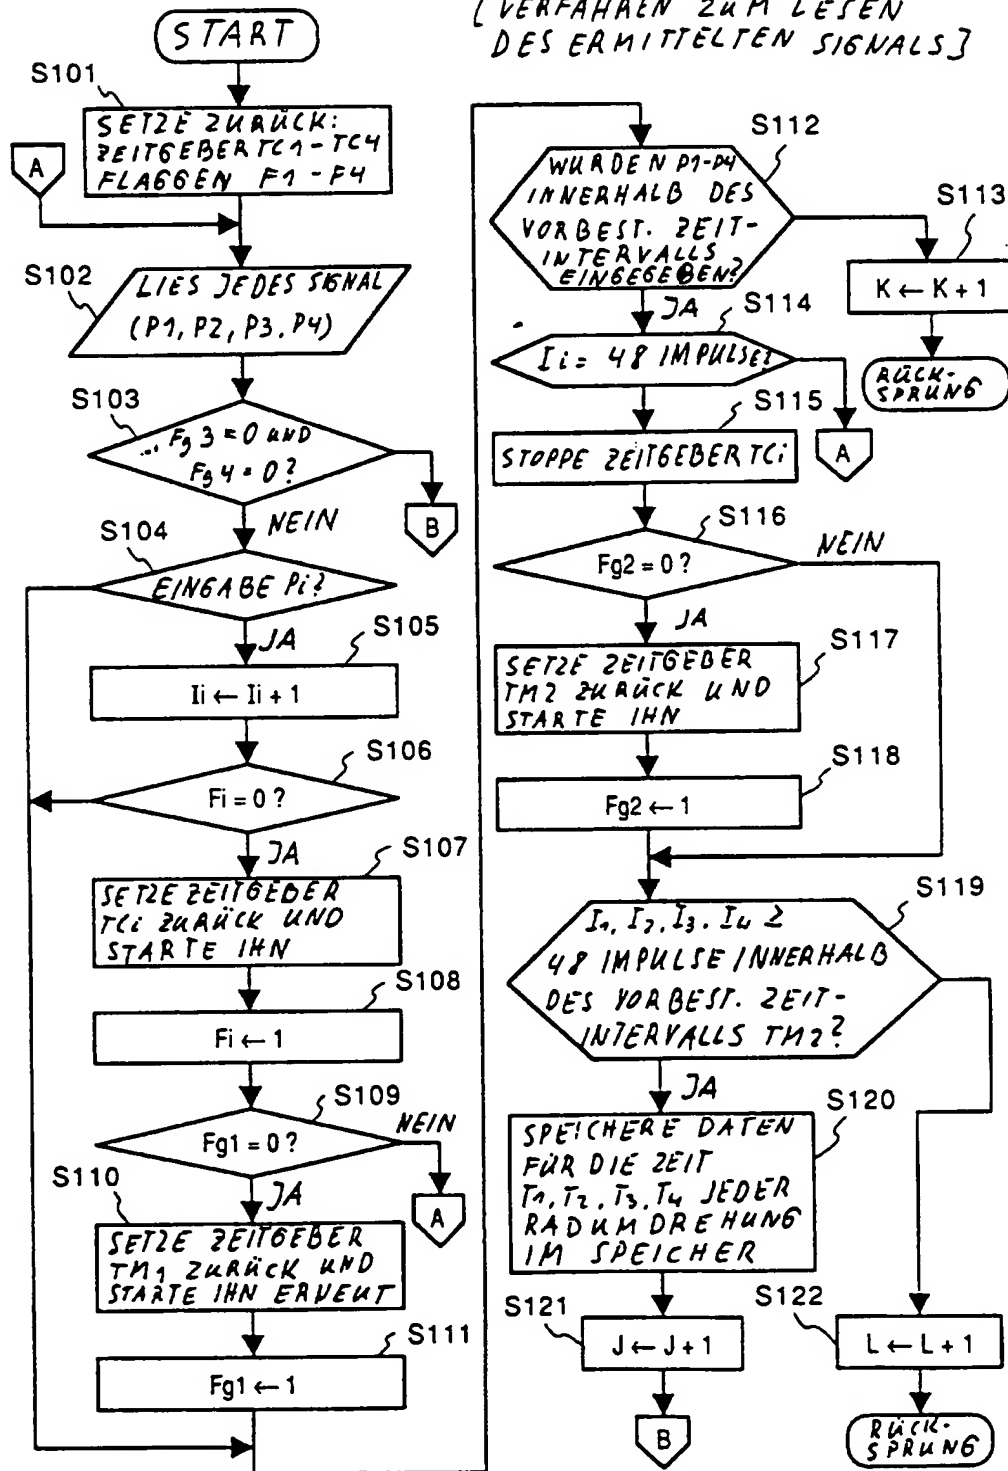 [VERFAHREN ZUM LESEN
DES ERMITTELTEN SIGNALS]
START
S101
SETZE ZURÜCK:
ZEITGEBER TC1-TC4
FLAGGEN F1-F4
A
S102
LIES JEDES SIGNAL
(P1, P2, P3, P4)
S103
... Fg 3 = 0 UND
Fg 4 = 0?
B
NEIN
S104
EINGABE Pi?
JA
S105
Ii ← Ii + 1
S106
Fi = 0 ?
JA
S107
SETZE ZEITGEBER
TCi ZURÜCK UND
STARTE IHN
S108
Fi ← 1
S109
Fg1 = 0 ?
NEIN
A
JA
S110
SETZE ZEITGEBER
TM1 ZURÜCK UND
STARTE IHN ERNEUT
S111
Fg1 ← 1
S112
WURDEN P1-P4
INNERHALB DES
VORBEST. ZEIT-
INTERVALLS
EINGEGEBEN?
S113
K ← K + 1
RÜCK-
SPRUNG
JA
S114
Ii = 48 IMPULSE?
A
S115
STOPPE ZEITGEBER TCi
S116
Fg2 = 0 ?
NEIN
JA
S117
SETZE ZEITGEBER
TM2 ZURÜCK UND
STARTE IHN
S118
Fg2 ← 1
S119
I1, I2, I3, I4 ≥
48 IMPULSE INNERHALB
DES VORBEST. ZEIT-
INTERVALLS TM2?
JA
S120
SPEICHERE DATEN
FÜR DIE ZEIT
T1, T2, T3, T4 JEDER
RADUMDREHUNG
IM SPEICHER
S121
J ← J + 1
B
S122
L ← L + 1
RÜCK-
SPRUNG